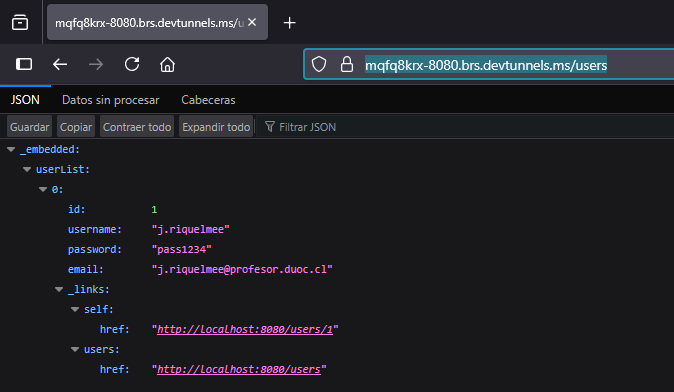 mqfq8krx-8080.brs.devtunnels.ms/u
mqfq8krx-8080.brs.devtunnels.ms/users
JSON Datos sin procesar Cabeceras
Guardar Copiar Contraer todo Expandir todo Filtrar JSON
_embedded:
userList:
0:
id: 1
username: "j.riquelmee"
password: "pass1234"
email: "j.riquelmee@profesor.duoc.cl"
_links:
self:
href: "http://localhost:8080/users/1"
users:
href: "http://localhost:8080/users"